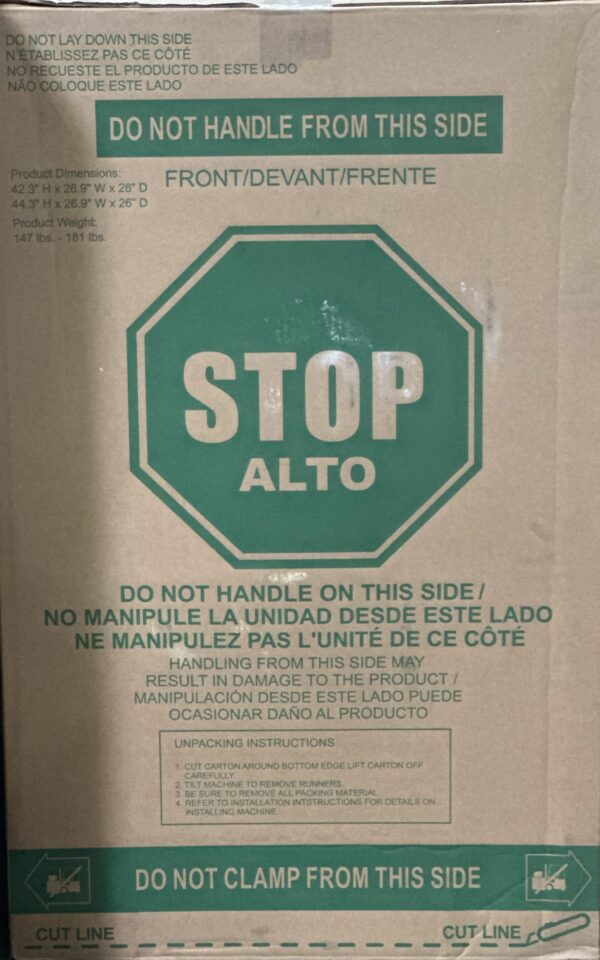 DO NOT LAY DOWN THIS SIDE
N'ÉTABLISSEZ PAS CE CÔTÉ
NO RECUESTE EL PRODUCTO DE ESTE LADO
NÃO COLOQUE ESTE LADO
DO NOT HANDLE FROM THIS SIDE
FRONT/DEVANT/FRENTE
Product Dimensions:
42.3" H x 26.9" W x 26" D
44.3" H x 26.9" W x 26" D
Product Weight:
147 lbs. - 181 lbs.
STOP
ALTO
DO NOT HANDLE ON THIS SIDE /
NO MANIPULE LA UNIDAD DESDE ESTE LADO
NE MANIPULEZ PAS L'UNITÉ DE CE CÔTÉ
HANDLING FROM THIS SIDE MAY
RESULT IN DAMAGE TO THE PRODUCT /
MANIPULACIÓN DESDE ESTE LADO PUEDE
OCASIONAR DAÑO AL PRODUCTO
UNPACKING INSTRUCTIONS
1. CUT CARTON AROUND BOTTOM EDGE LIFT CARTON OFF
CAREFULLY.
2. TILT MACHINE TO REMOVE RUNNERS.
3. BE SURE TO REMOVE ALL PACKING MATERIAL.
4. REFER TO INSTALLATION INTSTRUCTIONS FOR DETAILS ON
INSTALLING MACHINE.
DO NOT CLAMP FROM THIS SIDE
CUT LINE
CUT LINE